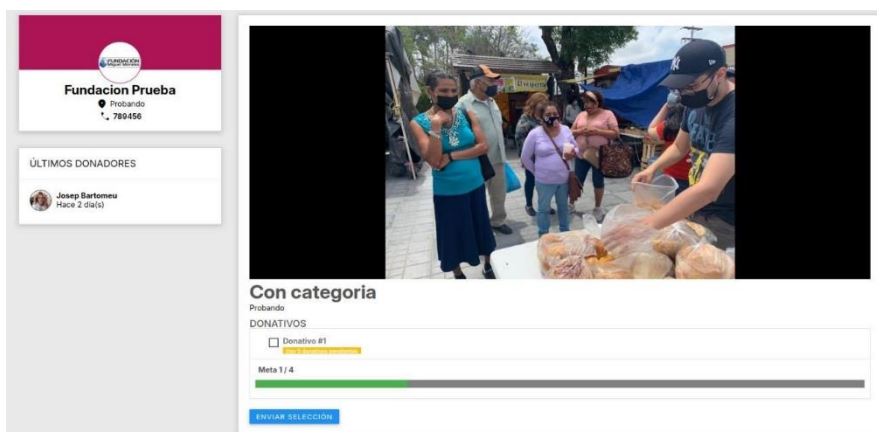 FUNDACIÓN
Fundacion Prueba
Probando
789456
ÚLTIMOS DONADORES
Josep Bartomeu
Hace 2 día(s)
Con categoria
Probando
DONATIVOS
Donativo #1
Meta 1 / 4
ENVIAR SELECCIÓN